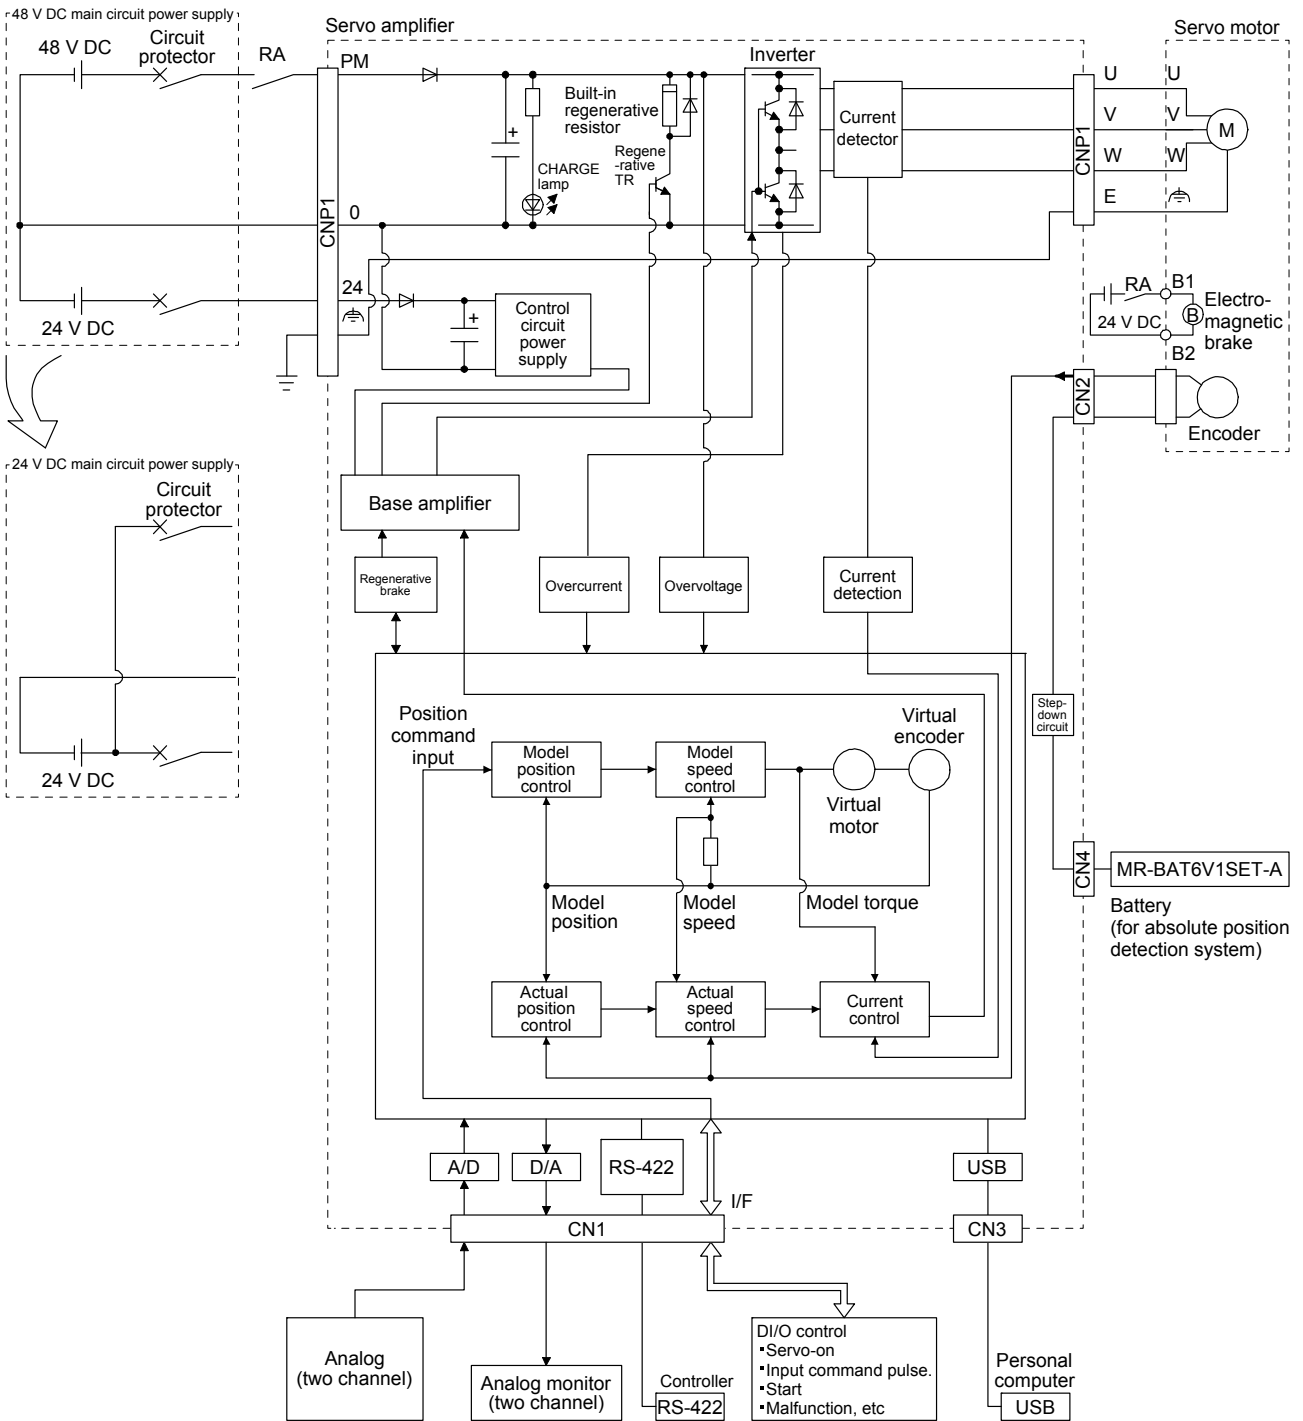 48 V DC main circuit power supply
48 V DC
Circuit
protector
RA
24 V DC
Servo amplifier
PM
CNP1
0
24
+
CHARGE
lamp
Built-in
regenerative
resistor
Regene
-rative
TR
Inverter
Current
detector
+
Control
circuit
power
supply
CNP1
U
V
W
E
Servo motor
U
V
W
M
RA
24 V DC
B1
B
B2
Electro-
magnetic
brake
CN2
Encoder
24 V DC main circuit power supply
Circuit
protector
24 V DC
Base amplifier
Regenerative
brake
Overcurrent
Overvoltage
Current
detection
Step-
down
circuit
Position
command
input
Model
position
control
Model
speed
control
Virtual
encoder
Virtual
motor
Model
position
Model
speed
Model torque
Actual
position
control
Actual
speed
control
Current
control
CN4
MR-BAT6V1SET-A
Battery
(for absolute position
detection system)
A/D
D/A
RS-422
I/F
USB
CN1
CN3
Analog
(two channel)
Analog monitor
(two channel)
Controller
RS-422
DI/O control
▪Servo-on
▪Input command pulse.
▪Start
▪Malfunction, etc
Personal
computer
USB